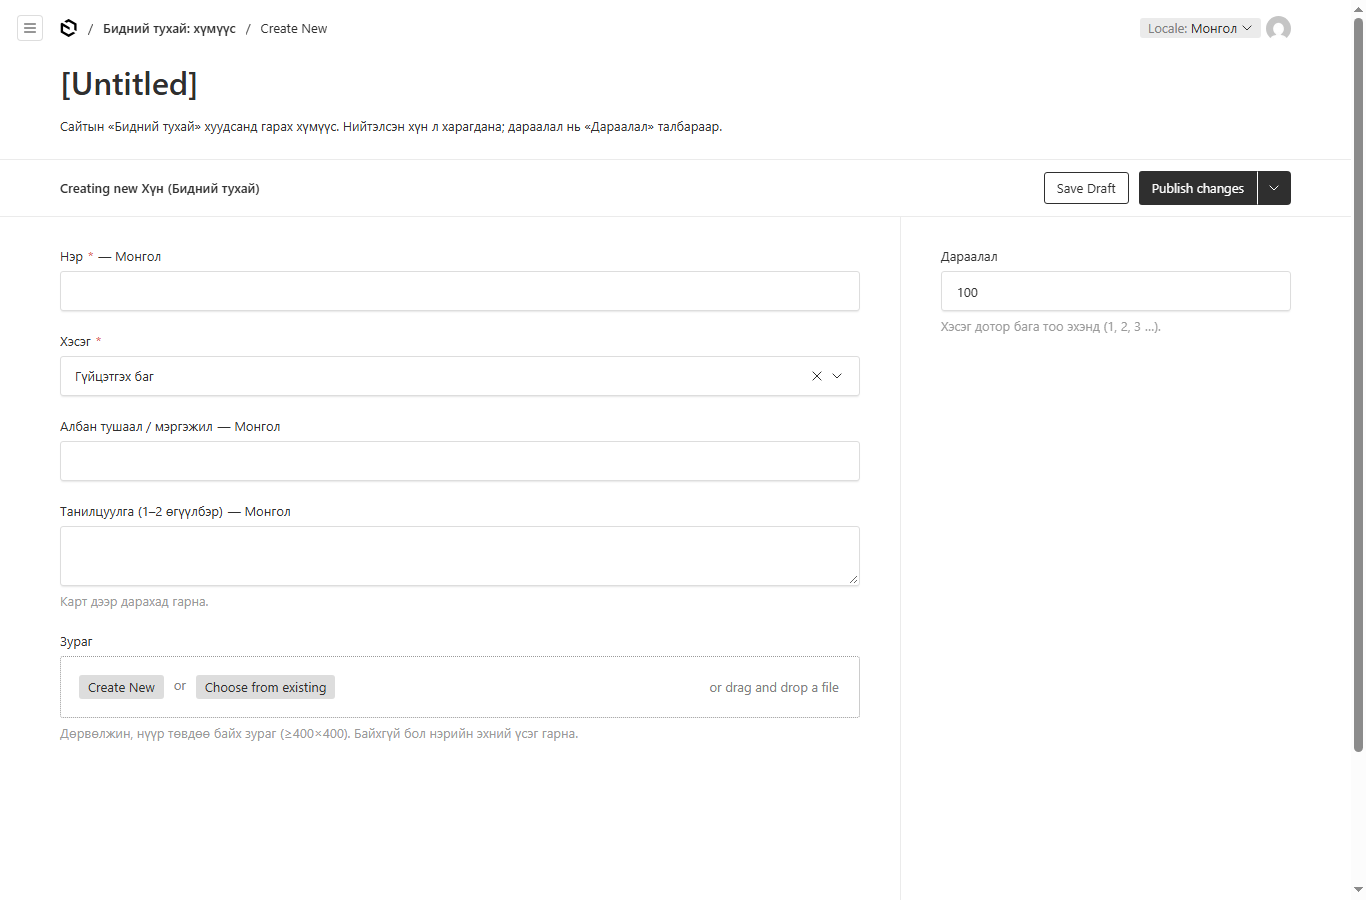 / Бидний тухай: хүмүүс / Create New
Locale: Монгол
[Untitled]
Сайтын «Бидний тухай» хуудсанд гарах хүмүүс. Нийтэлсэн хүн л харагдана; дараалал нь «Дараалал» талбараар.
Creating new Хүн (Бидний тухай)
Save Draft
Publish changes
Нэр * — Монгол
Хэсэг *
Гүйцэтгэх баг
Албан тушаал / мэргэжил — Монгол
Танилцуулга (1–2 өгүүлбэр) — Монгол
Карт дээр дарахад гарна.
Зураг
Create New or Choose from existing or drag and drop a file
Дөрвөлжин, нүүр төвдөө байх зураг (≥400×400). Байхгүй бол нэрийн эхний үсэг гарна.
Дараалал
100
Хэсэг дотор бага тоо эхэнд (1, 2, 3 ...).